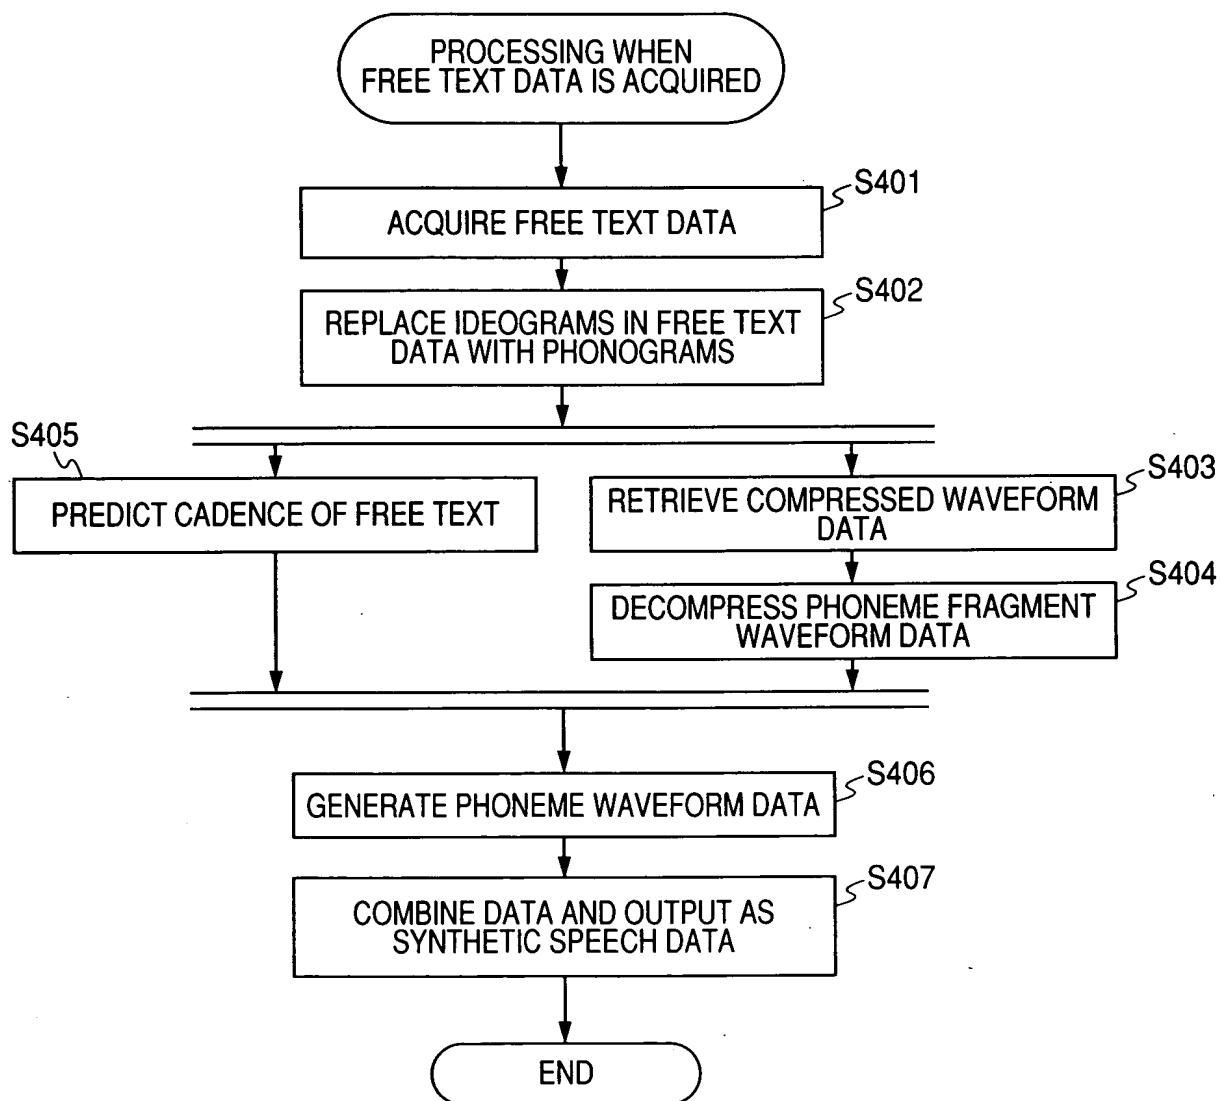 PROCESSING WHEN
FREE TEXT DATA IS ACQUIRED
S401
ACQUIRE FREE TEXT DATA
S402
REPLACE IDEOGRAMS IN FREE TEXT
DATA WITH PHONOGRAMS
S405
PREDICT CADENCE OF FREE TEXT
S403
RETRIEVE COMPRESSED WAVEFORM
DATA
S404
DECOMPRESS PHONEME FRAGMENT
WAVEFORM DATA
S406
GENERATE PHONEME WAVEFORM DATA
S407
COMBINE DATA AND OUTPUT AS
SYNTHETIC SPEECH DATA
END